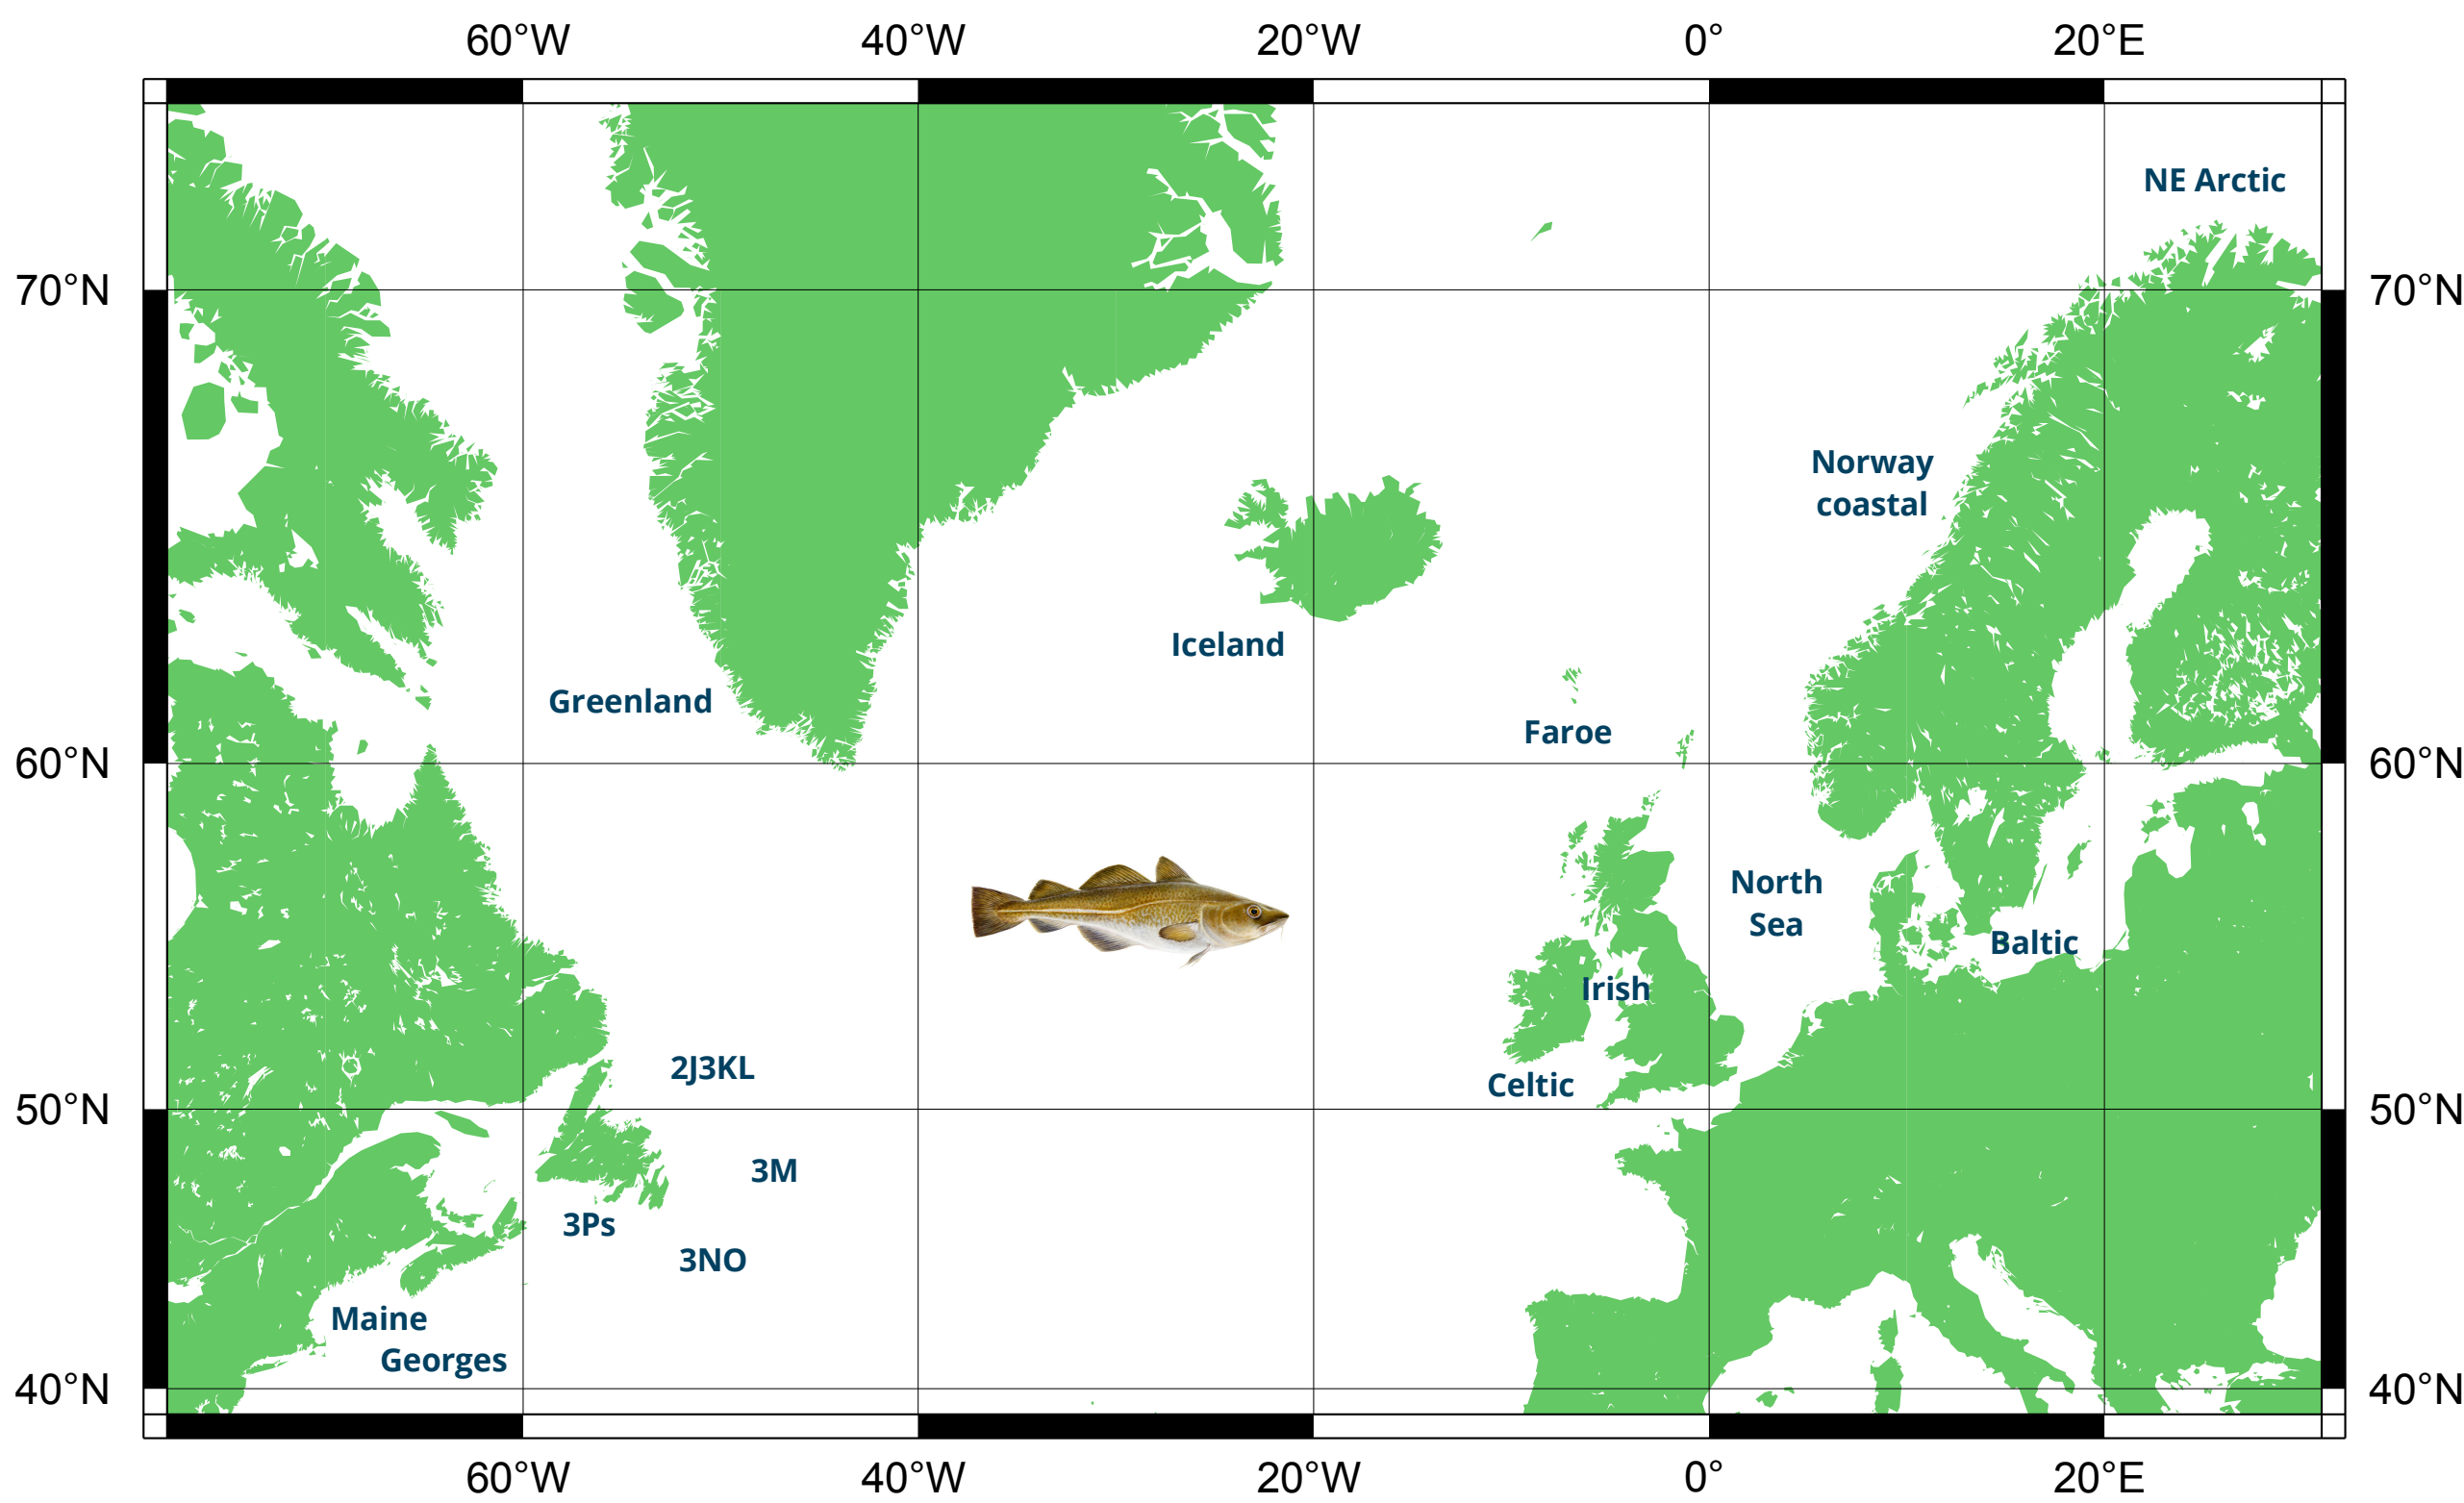 60°W 40°W 20°W 0° 20°E
NE Arctic
70°N 70°N
Norway
coastal
Iceland
Greenland
Faroe
60°N 60°N
North
Sea
Baltic
Irish
2J3KL
Celtic
50°N 50°N
3M
3Ps
3NO
Maine
Georges
40°N 40°N
60°W 40°W 20°W 0° 20°E